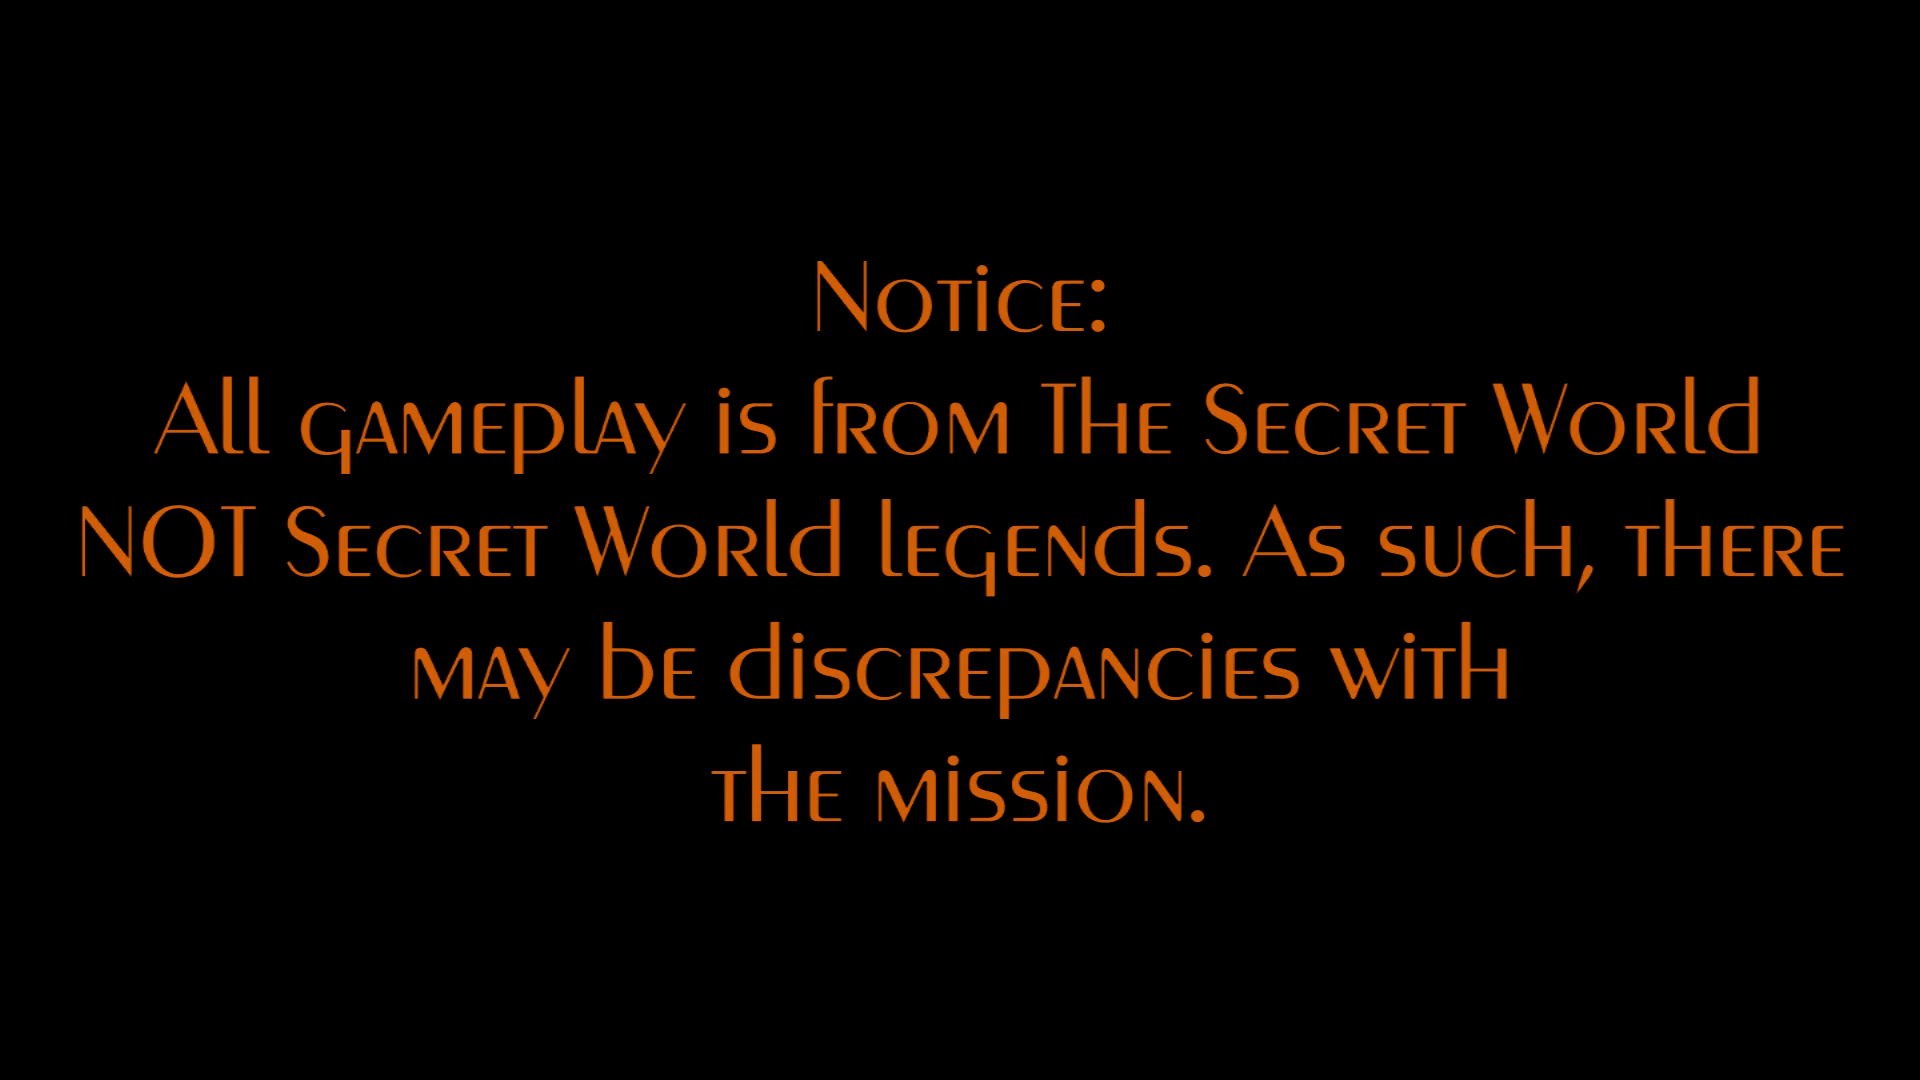 Notice:
All gameplay is from The Secret World
NOT Secret World legends. As such, there
may be discrepancies with
the mission.